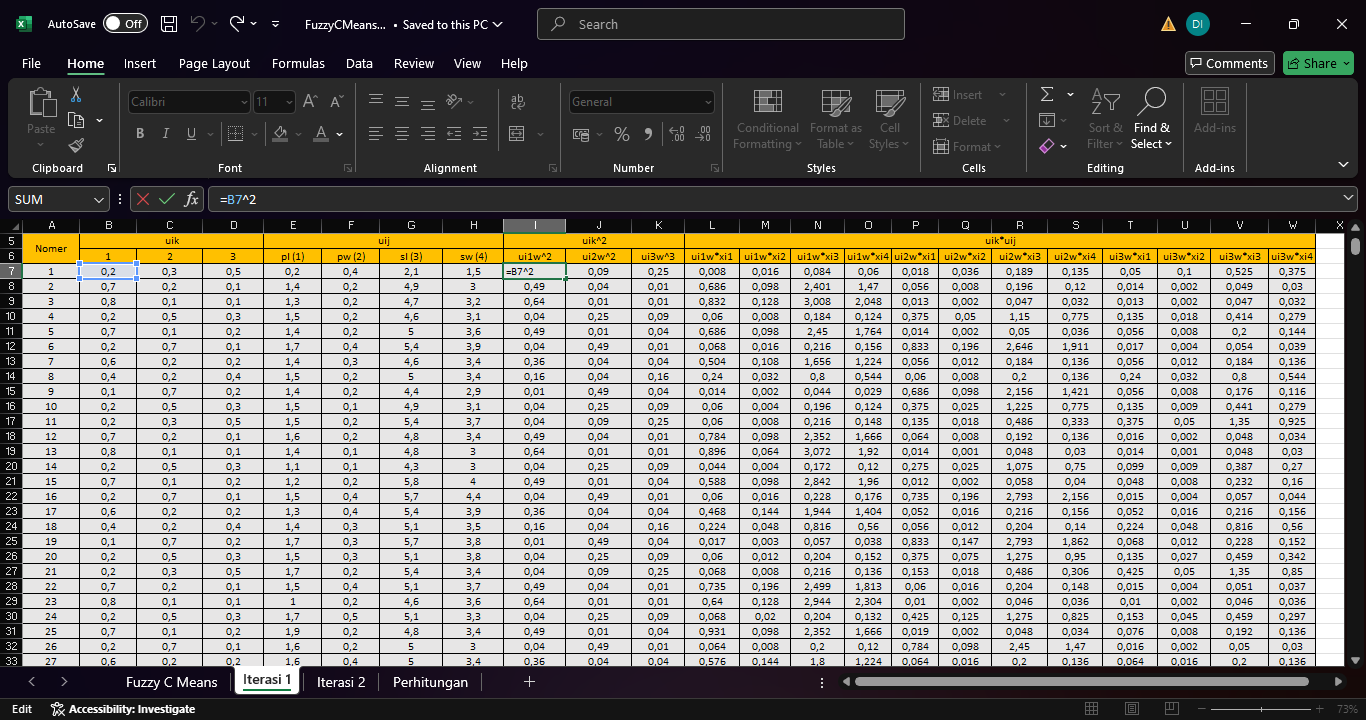 AutoSave Off FuzzyCMeans... • Saved to this PC Search DI
File Home Insert Page Layout Formulas Data Review View Help Comments Share
Paste Calibri 11 General Conditional Formatting Format as Table Cell Styles Insert Delete Format Sort & Filter Find & Select Add-ins
B I U A ab % 
Clipboard Font Alignment Number Styles Cells Editing Add-ins
SUM fx =B7^2
A B C D E F G H I J K L M N O P Q R S T U V W X
5 Nomer uik uij uik^2 uik*uij
6 1 2 3 pl (1) pw (2) sl (3) sw (4) ui1w^2 ui2w^2 ui3w^3 ui1w*xi1 ui1w*xi2 ui1w*xi3 ui1w*xi4 ui2w*xi1 ui2w*xi2 ui2w*xi3 ui2w*xi4 ui3w*xi1 ui3w*xi2 ui3w*xi3 ui3w*xi4
7 1 0,2 0,3 0,5 0,2 0,4 2,1 1,5 =B7^2 0,09 0,25 0,008 0,016 0,084 0,06 0,018 0,036 0,189 0,135 0,05 0,1 0,525 0,375
8 2 0,7 0,2 0,1 1,4 0,2 4,9 3 0,49 0,04 0,01 0,686 0,098 2,401 1,47 0,056 0,008 0,196 0,12 0,014 0,002 0,049 0,03
9 3 0,8 0,1 0,1 1,3 0,2 4,7 3,2 0,64 0,01 0,01 0,832 0,128 3,008 2,048 0,013 0,002 0,047 0,032 0,013 0,002 0,047 0,032
10 4 0,2 0,5 0,3 1,5 0,2 4,6 3,1 0,04 0,25 0,09 0,06 0,008 0,184 0,124 0,375 0,05 1,15 0,775 0,135 0,018 0,414 0,279
11 5 0,7 0,1 0,2 1,4 0,2 5 3,6 0,49 0,01 0,04 0,686 0,098 2,45 1,764 0,014 0,002 0,05 0,036 0,056 0,008 0,2 0,144
12 6 0,2 0,7 0,1 1,7 0,4 5,4 3,9 0,04 0,49 0,01 0,068 0,016 0,216 0,156 0,833 0,196 2,646 1,911 0,017 0,004 0,054 0,039
13 7 0,6 0,2 0,2 1,4 0,3 4,6 3,4 0,36 0,04 0,04 0,504 0,108 1,656 1,224 0,056 0,012 0,184 0,136 0,056 0,012 0,184 0,136
14 8 0,4 0,2 0,4 1,5 0,2 5 3,4 0,16 0,04 0,16 0,24 0,032 0,8 0,544 0,06 0,008 0,2 0,136 0,24 0,032 0,8 0,544
15 9 0,1 0,7 0,2 1,4 0,2 4,4 2,9 0,01 0,49 0,04 0,014 0,002 0,044 0,029 0,686 0,098 2,156 1,421 0,056 0,008 0,176 0,116
16 10 0,2 0,5 0,3 1,5 0,1 4,9 3,1 0,04 0,25 0,09 0,06 0,004 0,196 0,124 0,375 0,025 1,225 0,775 0,135 0,009 0,441 0,279
17 11 0,2 0,3 0,5 1,5 0,2 5,4 3,7 0,04 0,09 0,25 0,06 0,008 0,216 0,148 0,135 0,018 0,486 0,333 0,375 0,05 1,35 0,925
18 12 0,7 0,2 0,1 1,6 0,2 4,8 3,4 0,49 0,04 0,01 0,784 0,098 2,352 1,666 0,064 0,008 0,192 0,136 0,016 0,002 0,048 0,034
19 13 0,8 0,1 0,1 1,4 0,1 4,8 3 0,64 0,01 0,01 0,896 0,064 3,072 1,92 0,014 0,001 0,048 0,03 0,014 0,001 0,048 0,03
20 14 0,2 0,5 0,3 1,1 0,1 4,3 3 0,04 0,25 0,09 0,044 0,004 0,172 0,12 0,275 0,025 1,075 0,75 0,099 0,009 0,387 0,27
21 15 0,7 0,1 0,2 1,2 0,2 5,8 4 0,49 0,01 0,04 0,588 0,098 2,842 1,96 0,012 0,002 0,058 0,04 0,048 0,008 0,232 0,16
22 16 0,2 0,7 0,1 1,5 0,4 5,7 4,4 0,04 0,49 0,01 0,06 0,016 0,228 0,176 0,735 0,196 2,793 2,156 0,015 0,004 0,057 0,044
23 17 0,6 0,2 0,2 1,3 0,4 5,4 3,9 0,36 0,04 0,04 0,468 0,144 1,944 1,404 0,052 0,016 0,216 0,156 0,052 0,016 0,216 0,156
24 18 0,4 0,2 0,4 1,4 0,3 5,1 3,5 0,16 0,04 0,16 0,224 0,048 0,816 0,56 0,056 0,012 0,204 0,14 0,224 0,048 0,816 0,56
25 19 0,1 0,7 0,2 1,7 0,3 5,7 3,8 0,01 0,49 0,04 0,017 0,003 0,057 0,038 0,833 0,147 2,793 1,862 0,068 0,012 0,228 0,152
26 20 0,2 0,5 0,3 1,5 0,3 5,1 3,8 0,04 0,25 0,09 0,06 0,012 0,204 0,152 0,375 0,075 1,275 0,95 0,135 0,027 0,459 0,342
27 21 0,2 0,3 0,5 1,7 0,2 5,4 3,4 0,04 0,09 0,25 0,068 0,008 0,216 0,136 0,153 0,018 0,486 0,306 0,425 0,05 1,35 0,85
28 22 0,7 0,2 0,1 1,5 0,4 5,1 3,7 0,49 0,04 0,01 0,735 0,196 2,499 1,813 0,06 0,016 0,204 0,148 0,015 0,004 0,051 0,037
29 23 0,8 0,1 0,1 1 0,2 4,6 3,6 0,64 0,01 0,01 0,64 0,128 2,944 2,304 0,01 0,002 0,046 0,036 0,01 0,002 0,046 0,036
30 24 0,2 0,5 0,3 1,7 0,5 5,1 3,3 0,04 0,25 0,09 0,068 0,02 0,204 0,132 0,425 0,125 1,275 0,825 0,153 0,045 0,459 0,297
31 25 0,7 0,1 0,2 1,9 0,2 4,8 3,4 0,49 0,01 0,04 0,931 0,098 2,352 1,666 0,019 0,002 0,048 0,034 0,076 0,008 0,192 0,136
32 26 0,2 0,7 0,1 1,6 0,2 5 3 0,04 0,49 0,01 0,064 0,008 0,2 0,12 0,784 0,098 2,45 1,47 0,016 0,002 0,05 0,03
33 27 0,6 0,2 0,2 1,6 0,4 5 3,4 0,36 0,04 0,04 0,576 0,144 1,8 1,224 0,064 0,016 0,2 0,136 0,064 0,016 0,2 0,136
Fuzzy C Means Iterasi 1 Iterasi 2 Perhitungan
Edit Accessibility: Investigate 73%